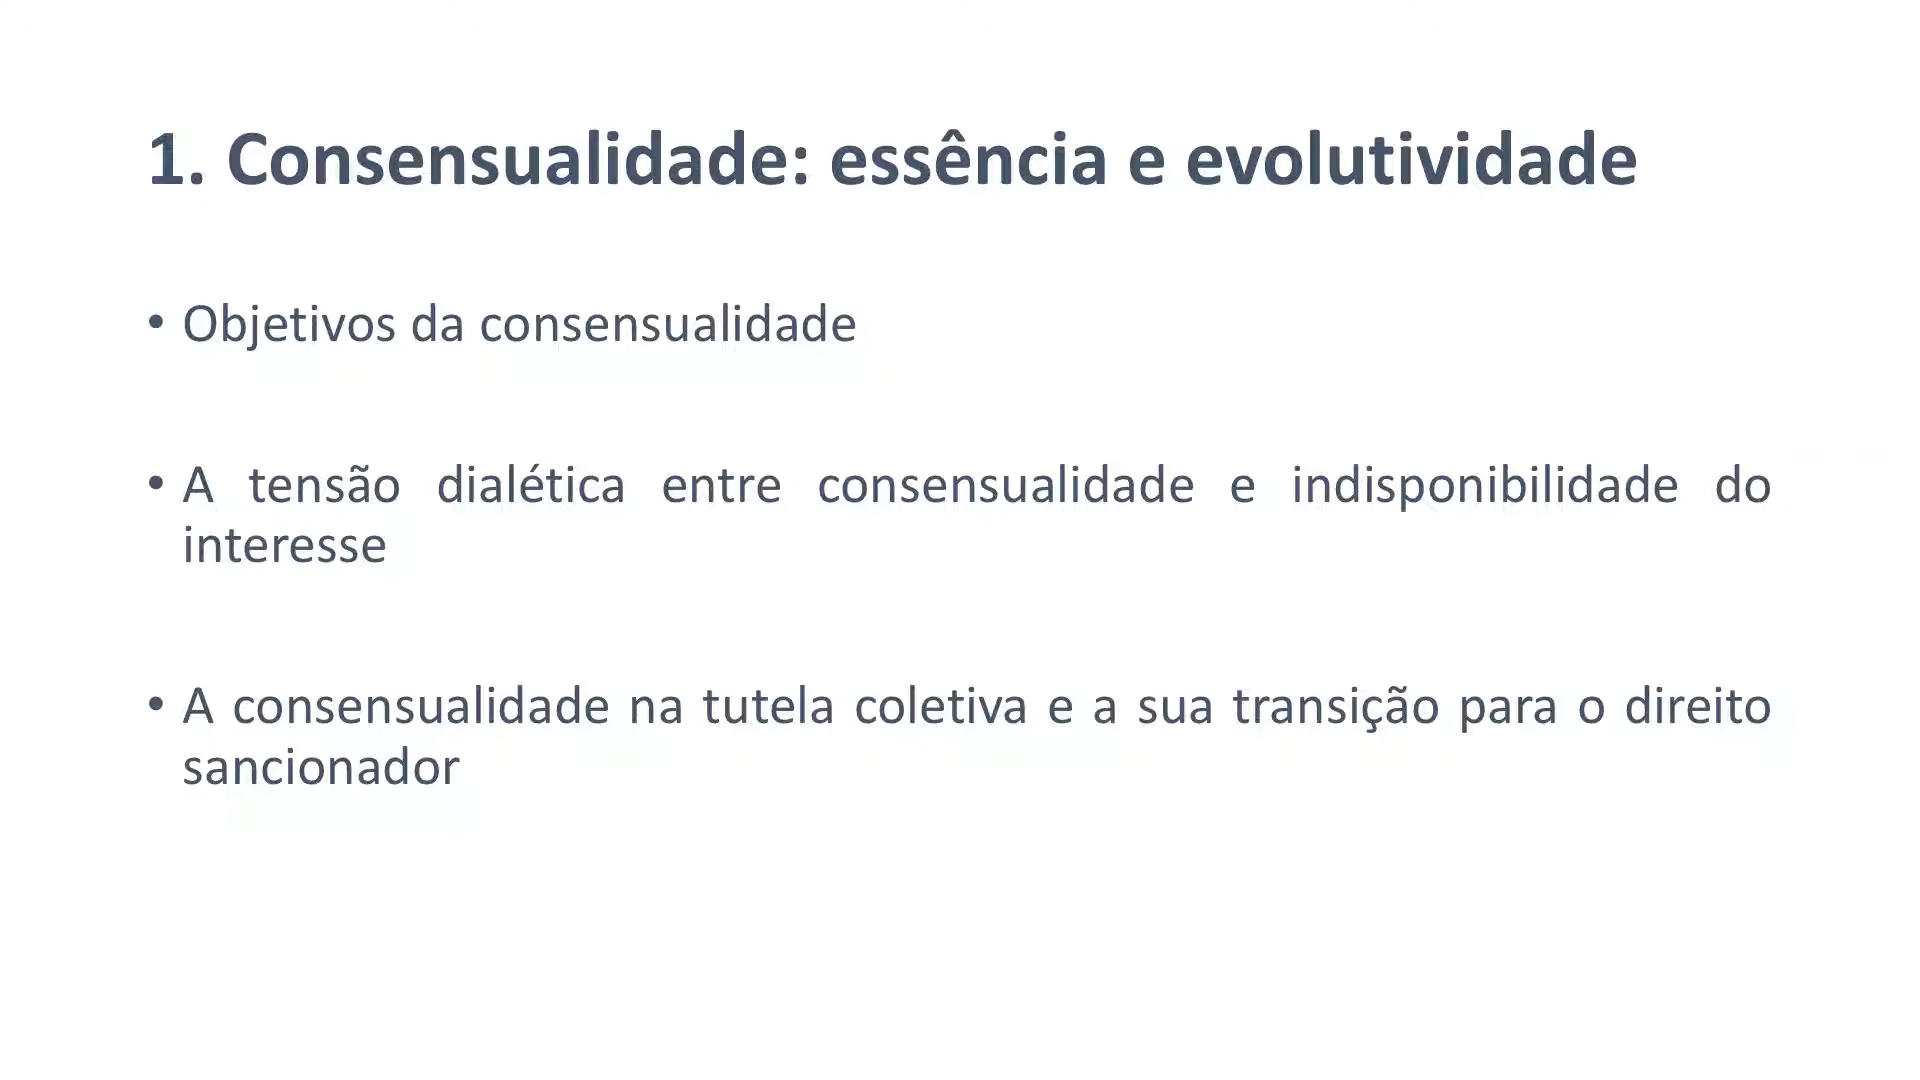 1. Consensualidade: essência e evolutividade
• Objetivos da consensualidade
• A tensão dialética entre consensualidade e indisponibilidade do
interesse
• A consensualidade na tutela coletiva e a sua transição para o direito
sancionador